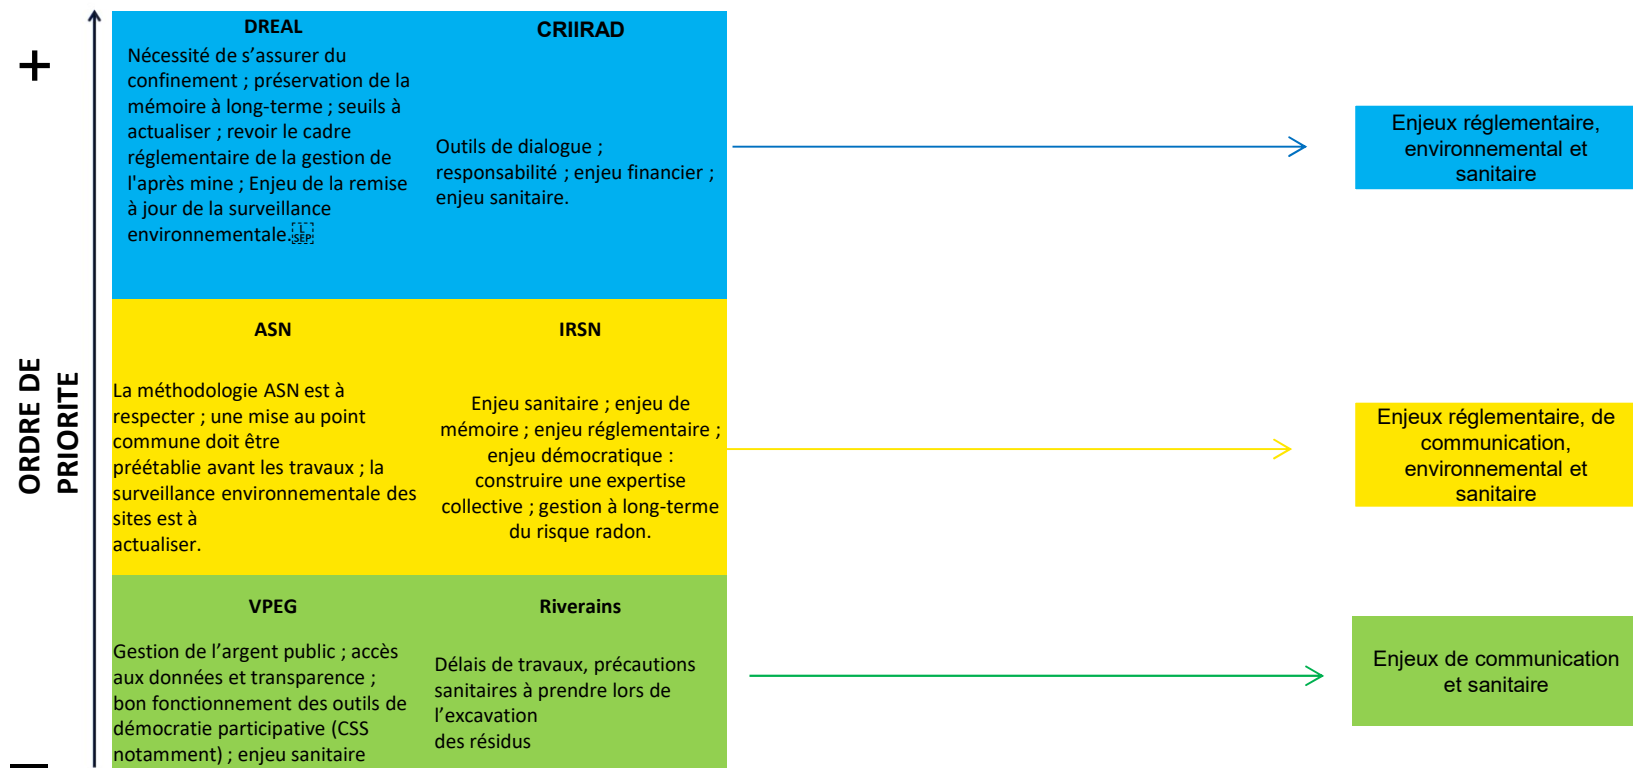 +
ORDRE DE
PRIORITE
DREAL
Nécessité de s’assurer du
confinement ; préservation de la
mémoire à long-terme ; seuils à
actualiser ; revoir le cadre
réglementaire de la gestion de
l'après mine ; Enjeu de la remise
à jour de la surveillance
environnementale.
L
SEP
CRIIRAD
Outils de dialogue ;
responsabilité ; enjeu financier ;
enjeu sanitaire.
Enjeux réglementaire,
environnemental et
sanitaire
ASN
La méthodologie ASN est à
respecter ; une mise au point
commune doit être
préétablie avant les travaux ; la
surveillance environnementale des
sites est à
actualiser.
IRSN
Enjeu sanitaire ; enjeu de
mémoire ; enjeu réglementaire ;
enjeu démocratique :
construire une expertise
collective ; gestion à long-terme
du risque radon.
Enjeux réglementaire, de
communication,
environnemental et
sanitaire
VPEG
Gestion de l’argent public ; accès
aux données et transparence ;
bon fonctionnement des outils de
démocratie participative (CSS
notamment) ; enjeu sanitaire
Riverains
Délais de travaux, précautions
sanitaires à prendre lors de
l’excavation
des résidus
Enjeux de communication
et sanitaire